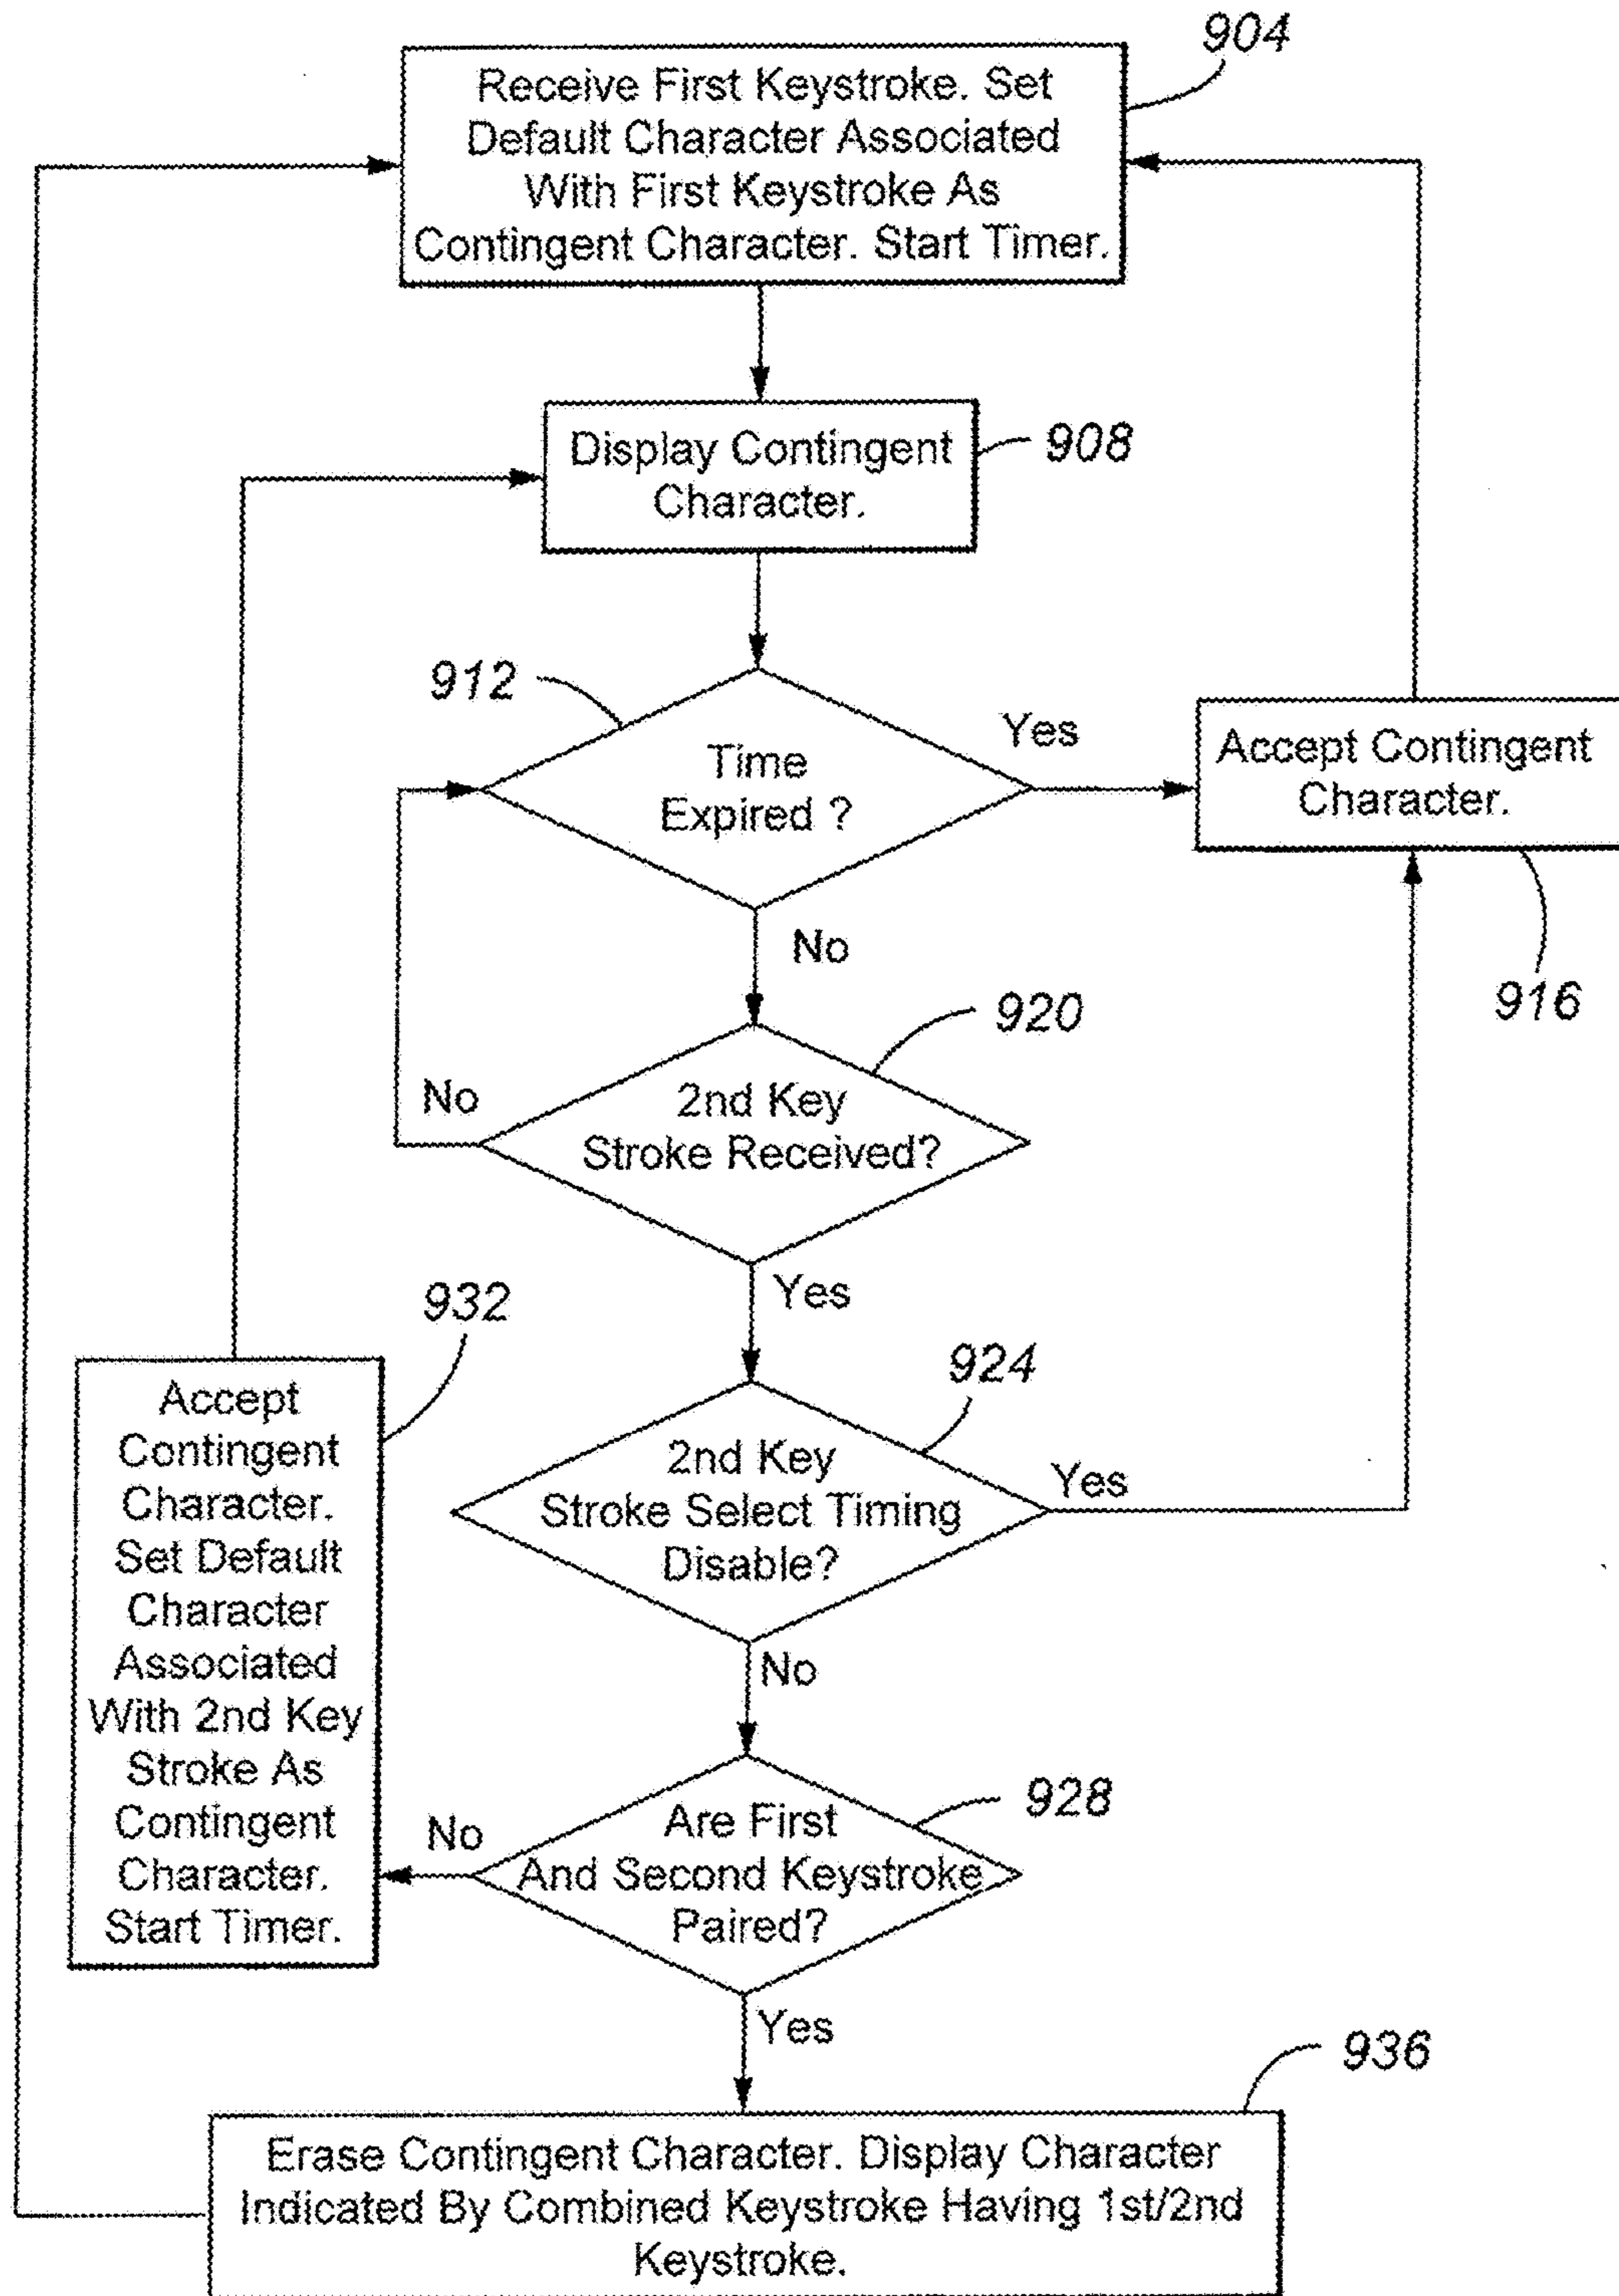 904
Receive First Keystroke. Set
Default Character Associated
With First Keystroke As
Contingent Character. Start Timer.
Display Contingent
Character.
908
912
Time
Expired ?
Yes
Accept Contingent
Character.
916
No
920
2nd Key
Stroke Received?
No
Yes
932
924
2nd Key
Stroke Select Timing
Disable?
Yes
No
Accept
Contingent
Character.
Set Default
Character
Associated
With 2nd Key
Stroke As
Contingent
Character.
Start Timer.
928
Are First
And Second Keystroke
Paired?
No
Yes
936
Erase Contingent Character. Display Character
Indicated By Combined Keystroke Having 1st/2nd
Keystroke.